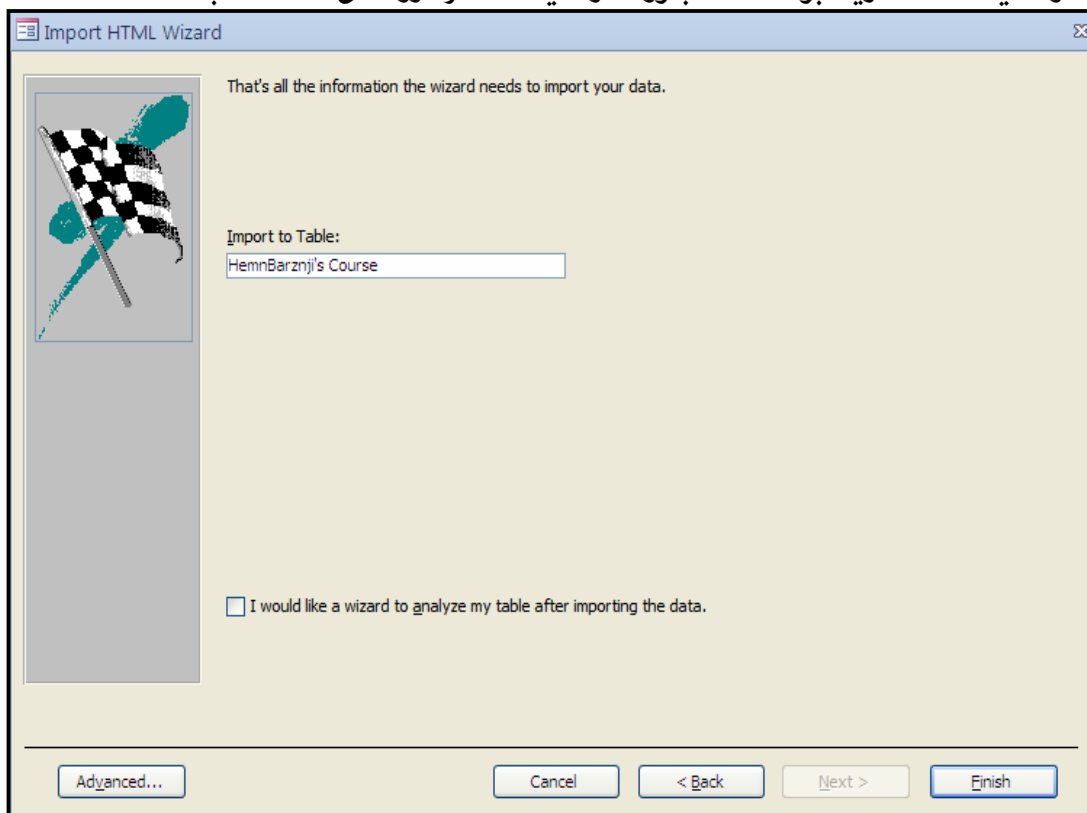 Import HTML Wizard
That's all the information the wizard needs to import your data.
Import to Table:
HemnBarznji's Course
I would like a wizard to analyze my table after importing the data.
Advanced...
Cancel
< Back
Next >
Finish